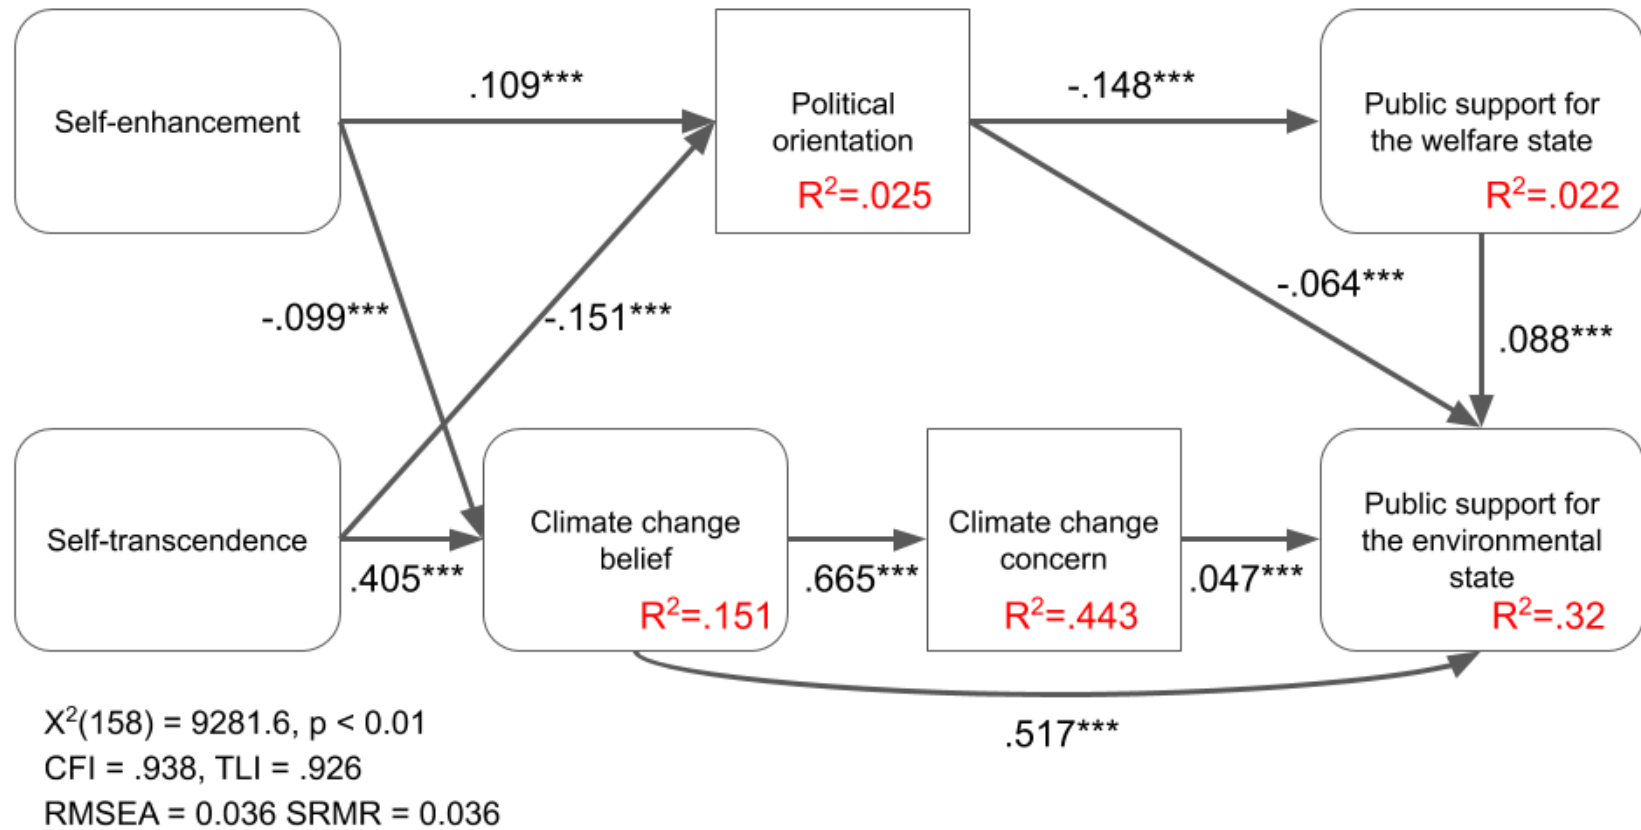 Self-enhancement
.109***
Political
orientation
R²=.025
-.148***
Public support for
the welfare state
R²=.022
-.099***
-.151***
-.064***
.088***
Self-transcendence
.405***
Climate change
belief
R²=.151
.665***
Climate change
concern
R²=.443
.047***
Public support for
the environmental
state
R²=.32
.517***
X²(158) = 9281.6, p < 0.01
CFI = .938, TLI = .926
RMSEA = 0.036 SRMR = 0.036